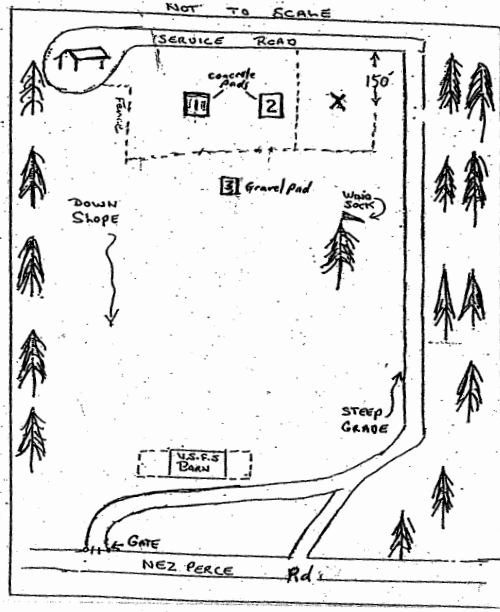 NOT TO SCALE
SERVICE ROAD
Concrete Pads
150'
Fence
1
2
X
3 Gravel Pad
WIND SOCK
DOWN SLOPE
STEEP GRADE
U.S.F.S BARN
GATE
NEZ PERCE Rd.